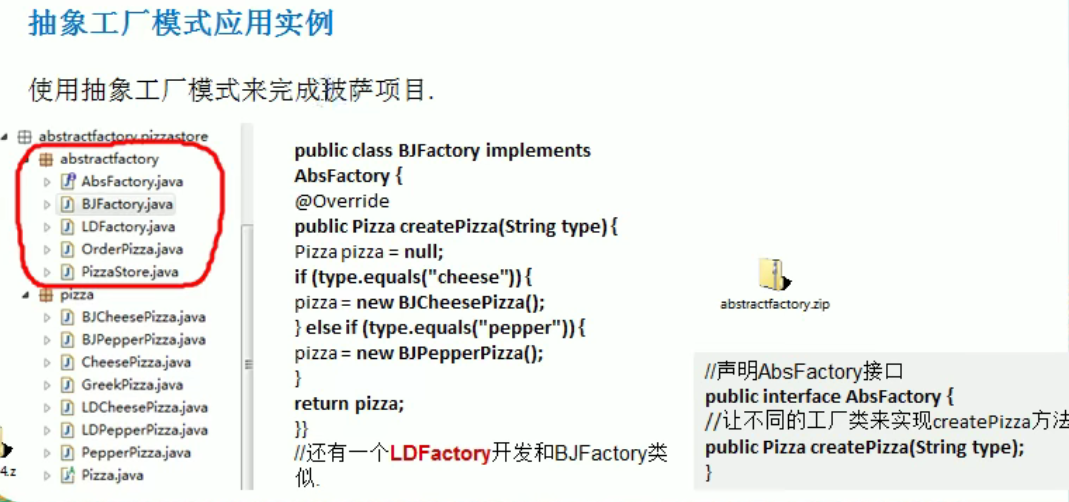 抽象工厂模式应用实例
使用抽象工厂模式来完成披萨项目.
abstractfactory.pizzastore
abstractfactory
AbsFactory.java
BJFactory.java
LDFactory.java
OrderPizza.java
PizzaStore.java
pizza
BJCheesePizza.java
BJPepperPizza.java
CheesePizza.java
GreekPizza.java
LDCheesePizza.java
LDPepperPizza.java
PepperPizza.java
Pizza.java
4.z
public class BJFactory implements
AbsFactory {
@Override
public Pizza createPizza(String type) {
Pizza pizza = null;
if (type.equals("cheese")) {
pizza = new BJCheesePizza();
} else if (type.equals("pepper")) {
pizza = new BJPepperPizza();
}
return pizza;
}}
//还有一个LDFactory开发和BJFactory类
似.
abstractfactory.zip
//声明AbsFactory接口
public interface AbsFactory {
//让不同的工厂类来实现createPizza方法
public Pizza createPizza(String type);
}